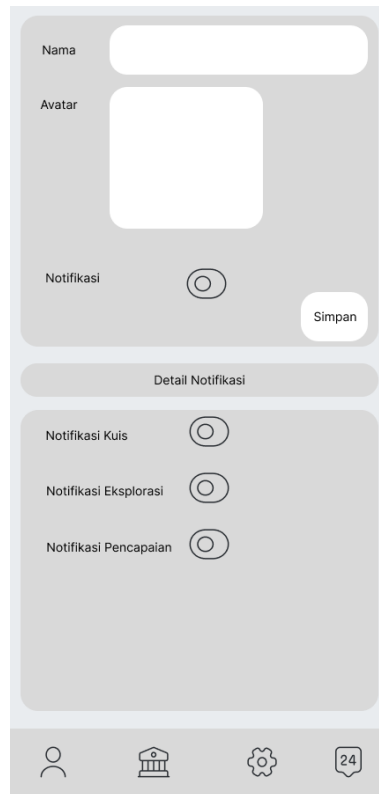 Nama
Avatar
Notifikasi
Simpan
Detail Notifikasi
Notifikasi Kuis
Notifikasi Eksplorasi
Notifikasi Pencapaian
24